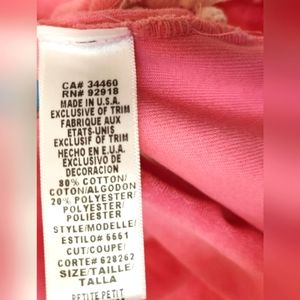 CA# 34460
RN# 92918
MADE IN U.S.A.
EXCLUSIVE OF TRIM
FABRIQUE AUX
ETATS-UNIS
EXCLUSIF OF TRIM
HECHO EN E.U.A.
EXCLUSIVO DE
DECORACION
80% COTTON/
COTON/ALGODON
20% POLYESTER/
POLYESTER/
POLIESTER
STYLE/MODELLE/
ESTILO# 6661
CUT/COUPE/
CORTE# 628262
SIZE/TAILLE/
TALLA
PETITE PETIT